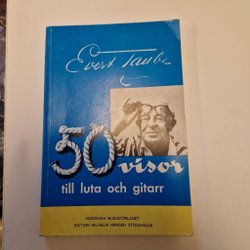 Evert Taube
50 visor
till luta och gitarr
NORDISKA MUSIKFÖRLAGET
EDITION WILHELM HANSEN, STOCKHOLM